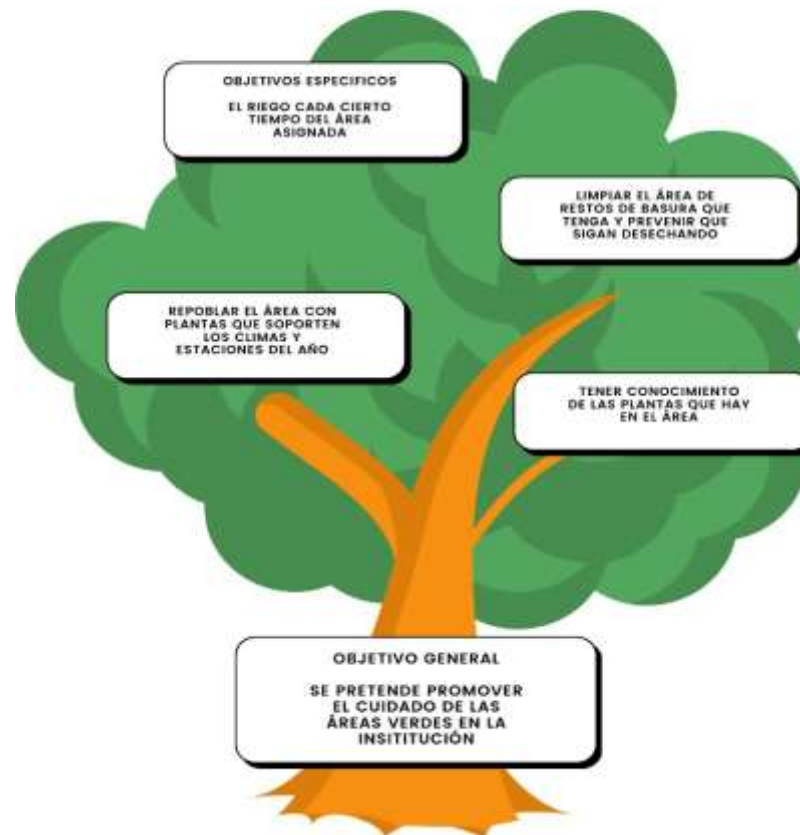 OBJETIVOS ESPECIFICOS
EL RIEGO CADA CIERTO
TIEMPO DEL ÁREA
ASIGNADA
LIMPIAR EL ÁREA DE
RESTOS DE BASURA QUE
TENGA Y PREVENIR QUE
SIGAN DESECHANDO
REPOBLAR EL ÁREA CON
PLANTAS QUE SOPORTEN
LOS CLIMAS Y
ESTACIONES DEL AÑO
TENER CONOCIMIENTO
DE LAS PLANTAS QUE HAY
EN EL ÁREA
OBJETIVO GENERAL
SE PRETENDE PROMOVER
EL CUIDADO DE LAS
ÁREAS VERDES EN LA
INSITITUCIÓN